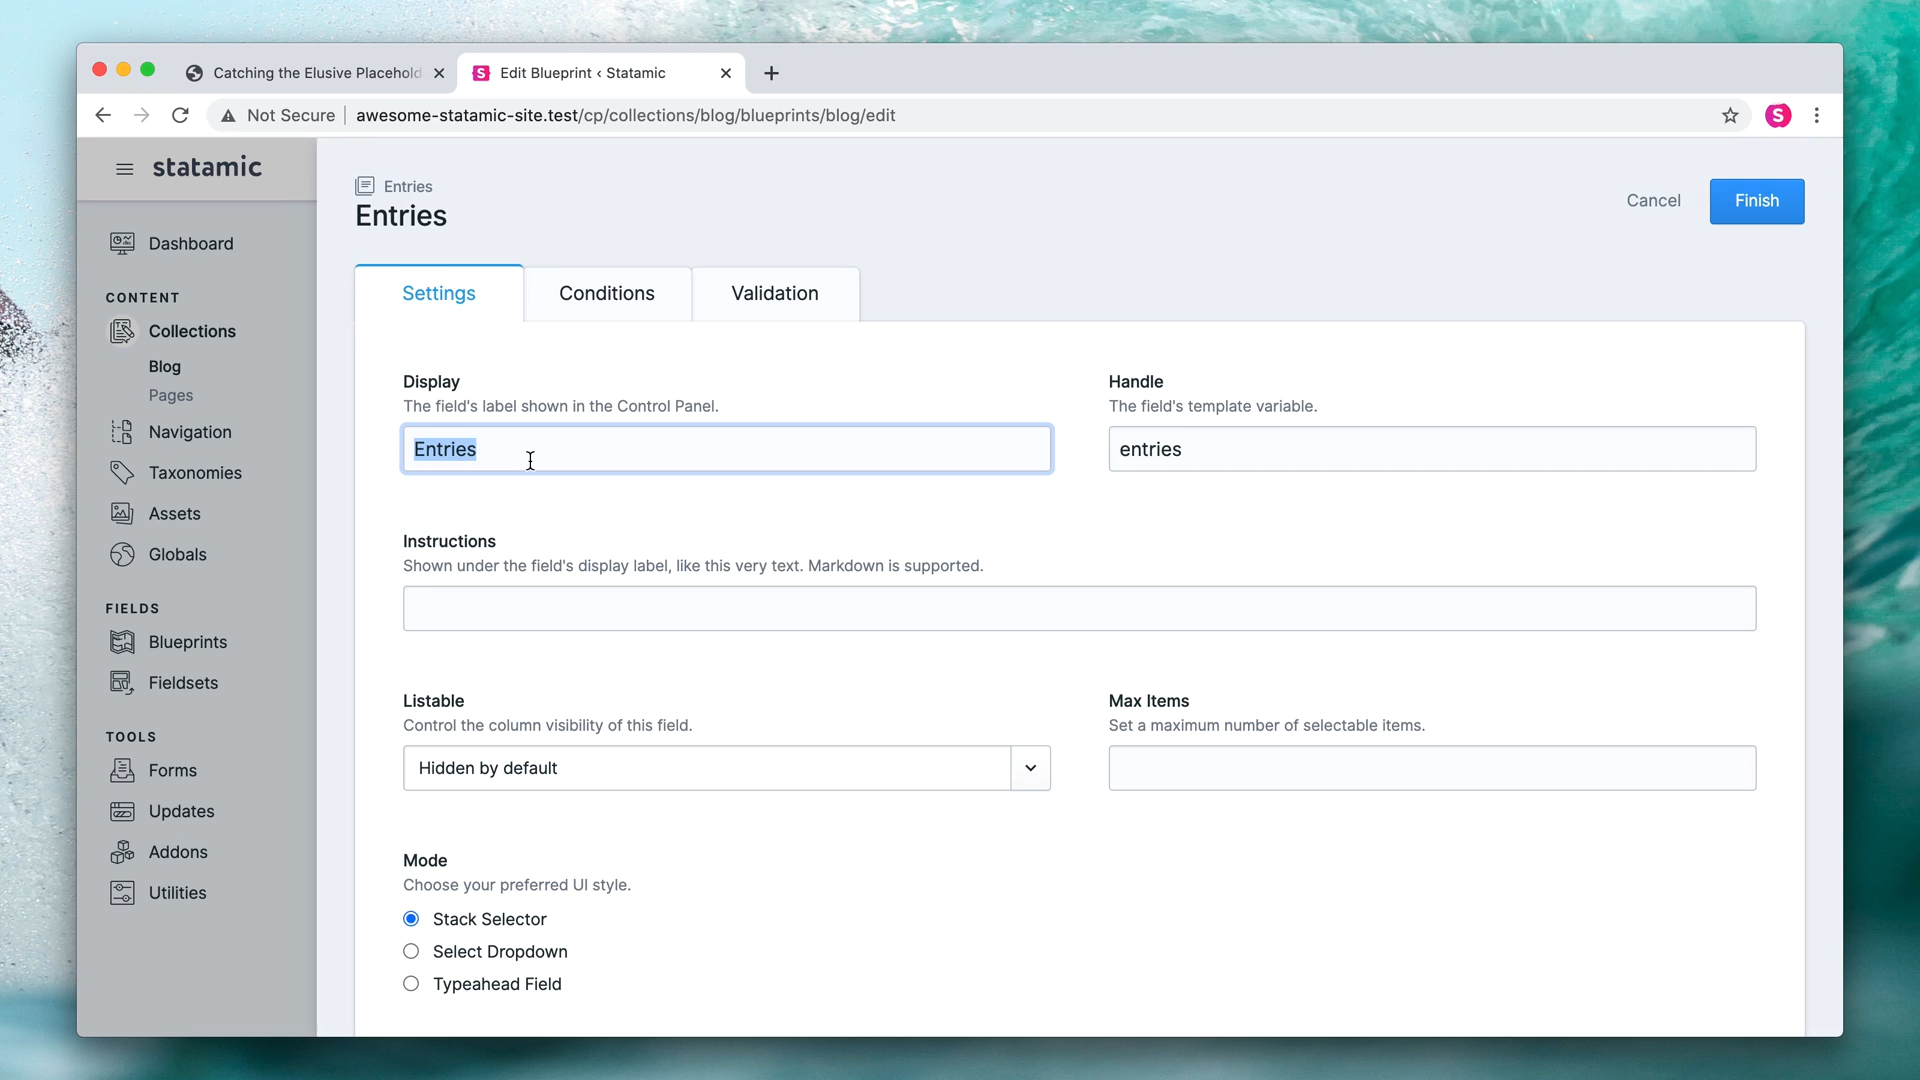 Catching the Elusive Placehold
Edit Blueprint ‹ Statamic
Not Secure
awesome-statamic-site.test/cp/collections/blog/blueprints/blog/edit
S
statamic
Dashboard
CONTENT
Collections
Blog
Pages
Navigation
Taxonomies
Assets
Globals
FIELDS
Blueprints
Fieldsets
TOOLS
Forms
Updates
Addons
Utilities
Entries
Entries
Cancel
Finish
Settings
Conditions
Validation
Display
The field's label shown in the Control Panel.
Entries
Handle
The field's template variable.
entries
Instructions
Shown under the field's display label, like this very text. Markdown is supported.
Listable
Control the column visibility of this field.
Hidden by default
Max Items
Set a maximum number of selectable items.
Mode
Choose your preferred UI style.
Stack Selector
Select Dropdown
Typeahead Field